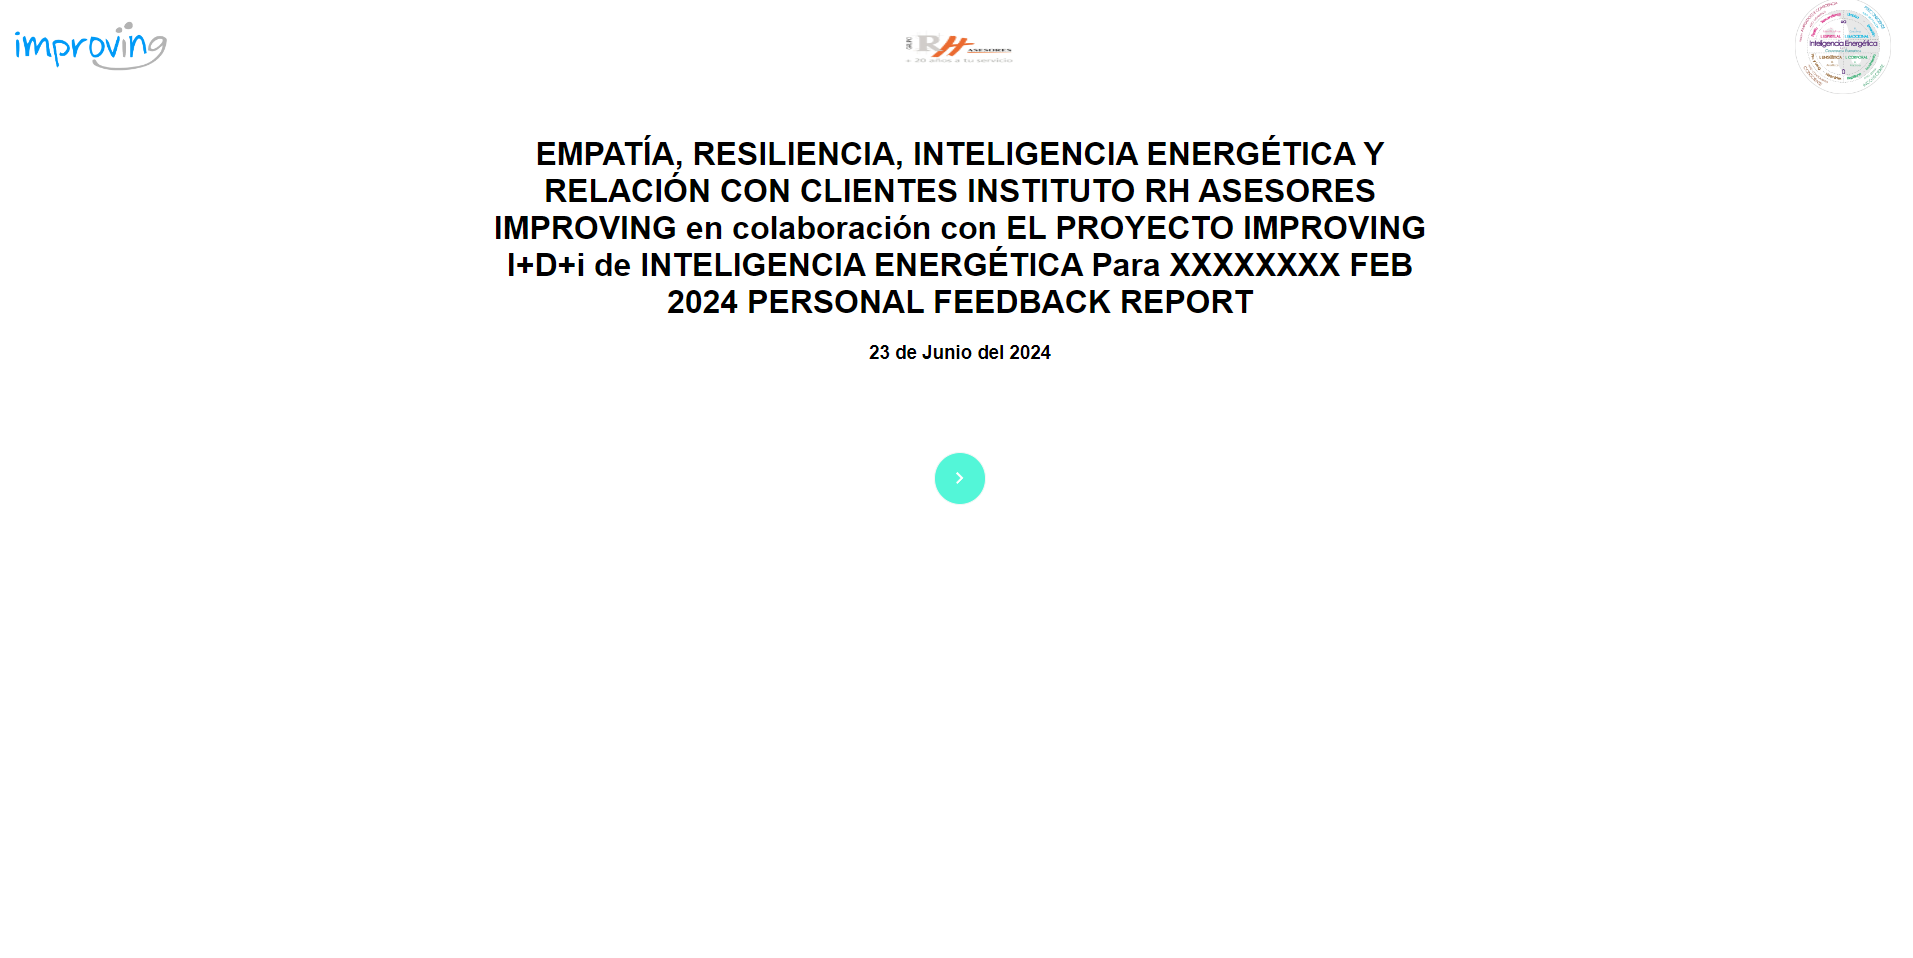 improving
GRUPO
RH ASESORES
+ 20 años a tu servicio
Inteligencia Energética
EMPATÍA, RESILIENCIA, INTELIGENCIA ENERGÉTICA Y
RELACIÓN CON CLIENTES INSTITUTO RH ASESORES
IMPROVING en colaboración con EL PROYECTO IMPROVING
I+D+i de INTELIGENCIA ENERGÉTICA Para XXXXXXXX FEB
2024 PERSONAL FEEDBACK REPORT
23 de Junio del 2024